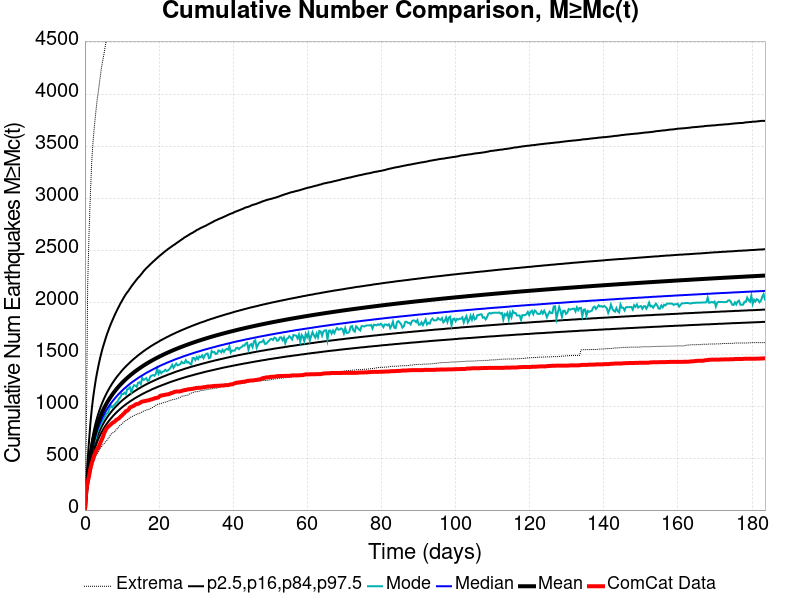 Cumulative Number Comparison, M≥Mc(t)
Cumulative Num Earthquakes M≥Mc(t)
4500
4000
3500
3000
2500
2000
1500
1000
500
0
0 20 40 60 80 100 120 140 160 180
Time (days)
Extrema p2.5,p16,p84,p97.5 Mode Median Mean ComCat Data